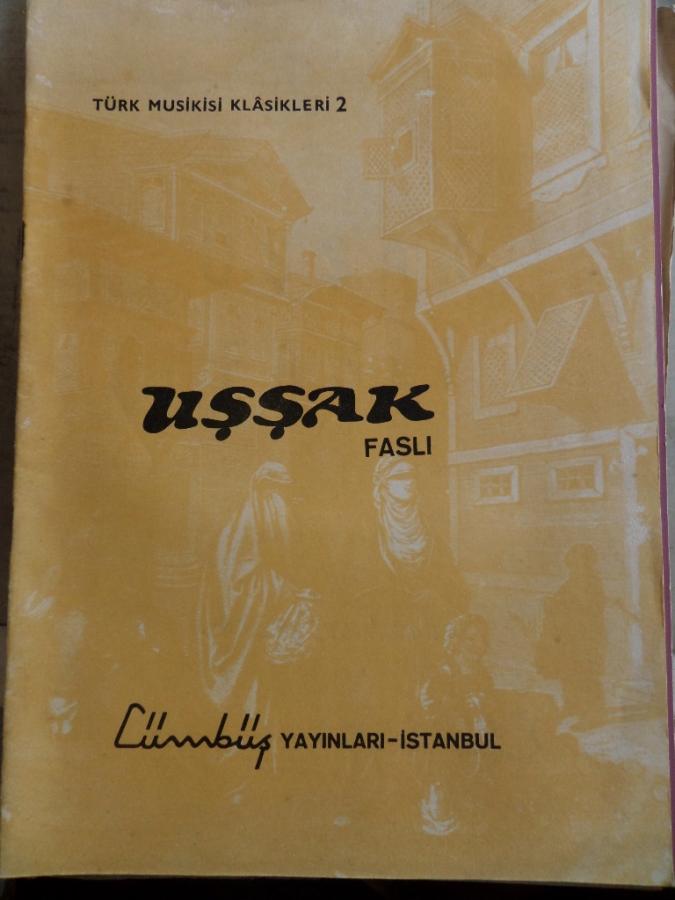 TÜRK MUSİKİSİ KLÂSİKLERİ 2
UŞŞAK
FASLI
Cümbüş YAYINLARI-İSTANBUL